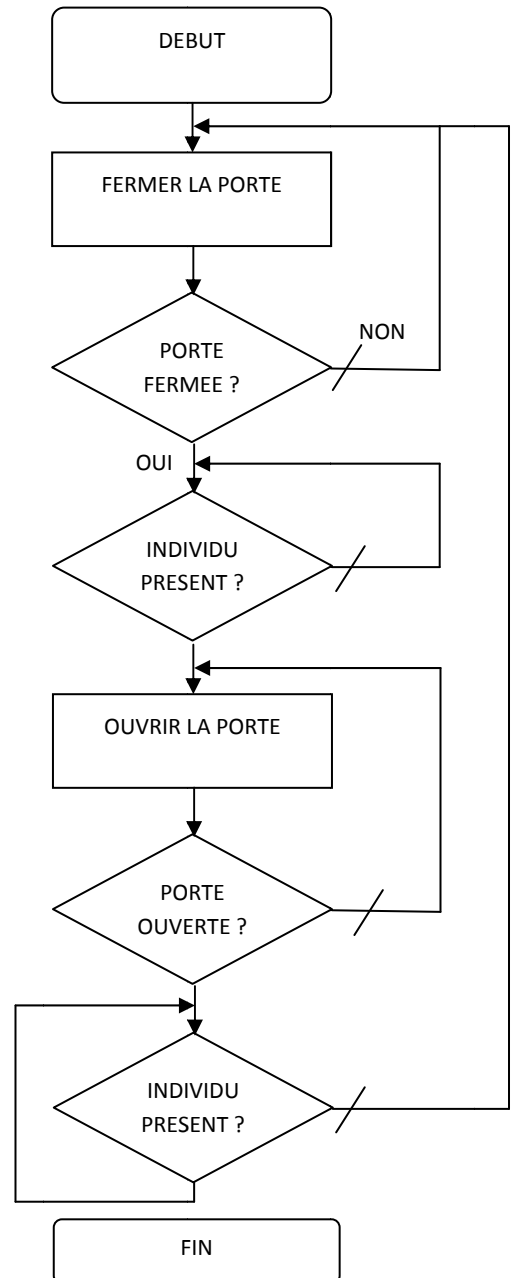 DEBUT
FERMER LA PORTE
NON
PORTE
FERMEE ?
OUI
INDIVIDU
PRESENT ?
OUVRIR LA PORTE
PORTE
OUVERTE ?
INDIVIDU
PRESENT ?
FIN